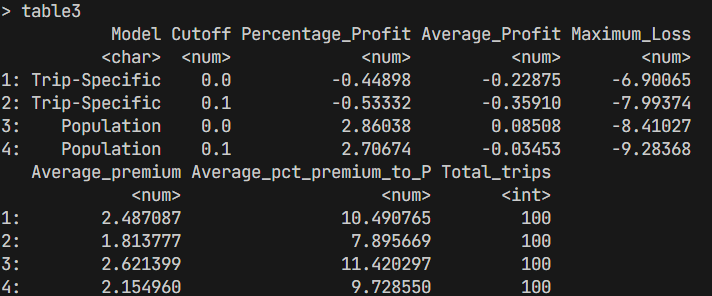 > table3
Model Cutoff Percentage_Profit Average_Profit Maximum_Loss
<char> <num> <num> <num> <num>
1: Trip-Specific 0.0 -0.44898 -0.22875 -6.90065
2: Trip-Specific 0.1 -0.53332 -0.35910 -7.99374
3: Population 0.0 2.86038 0.08508 -8.41027
4: Population 0.1 2.70674 -0.03453 -9.28368
Average_premium Average_pct_premium_to_P Total_trips
<num> <num> <int>
1: 2.487087 10.490765 100
2: 1.813777 7.895669 100
3: 2.621399 11.420297 100
4: 2.154960 9.728550 100